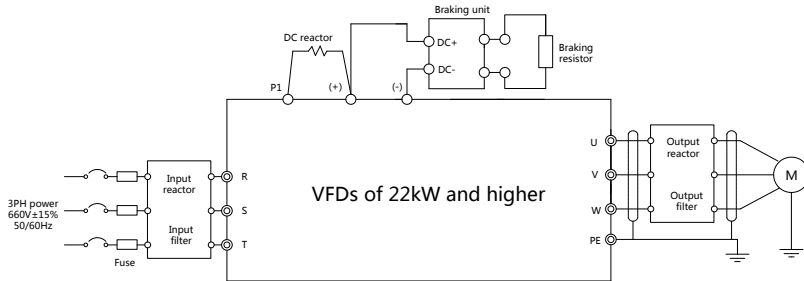 Braking unit
DC reactor
DC+
DC-
Braking
resistor
P1
(+)
(-)
3PH power
660V±15%
50/60Hz
Fuse
Input
reactor
Input
filter
R
S
T
VFDs of 22kW and higher
U
V
W
PE
Output
reactor
Output
filter
M